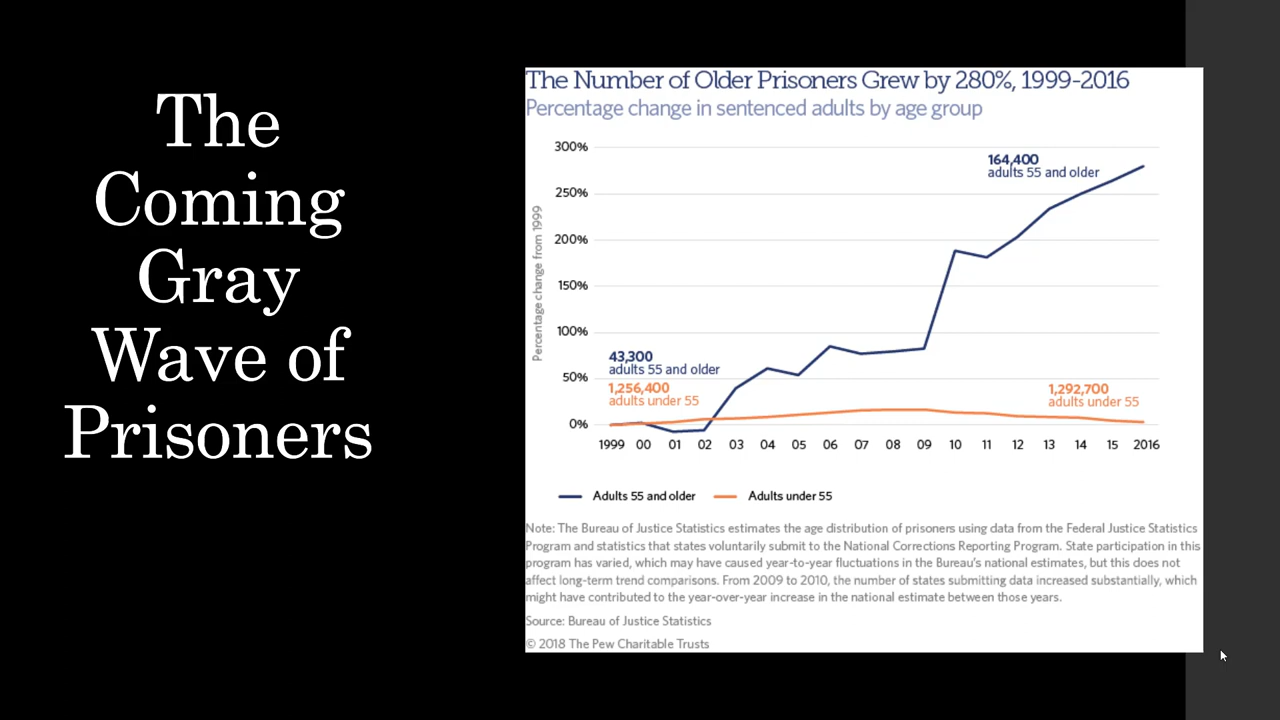 The
Coming
Gray
Wave of
Prisoners
The Number of Older Prisoners Grew by 280%, 1999-2016
Percentage change in sentenced adults by age group
Percentage change from 1999
300%
250%
200%
150%
100%
50%
0%
164,400
adults 55 and older
43,300
adults 55 and older
1,256,400
adults under 55
1,292,700
adults under 55
1999 00 01 02 03 04 05 06 07 08 09 10 11 12 13 14 15 2016
Adults 55 and older Adults under 55
Note: The Bureau of Justice Statistics estimates the age distribution of prisoners using data from the Federal Justice Statistics
Program and statistics that states voluntarily submit to the National Corrections Reporting Program. State participation in this
program has varied, which may have caused year-to-year fluctuations in the Bureau's national estimates, but this does not
affect long-term trend comparisons. From 2009 to 2010, the number of states submitting data increased substantially, which
might have contributed to the year-over-year increase in the national estimate between those years.
Source: Bureau of Justice Statistics
© 2018 The Pew Charitable Trusts